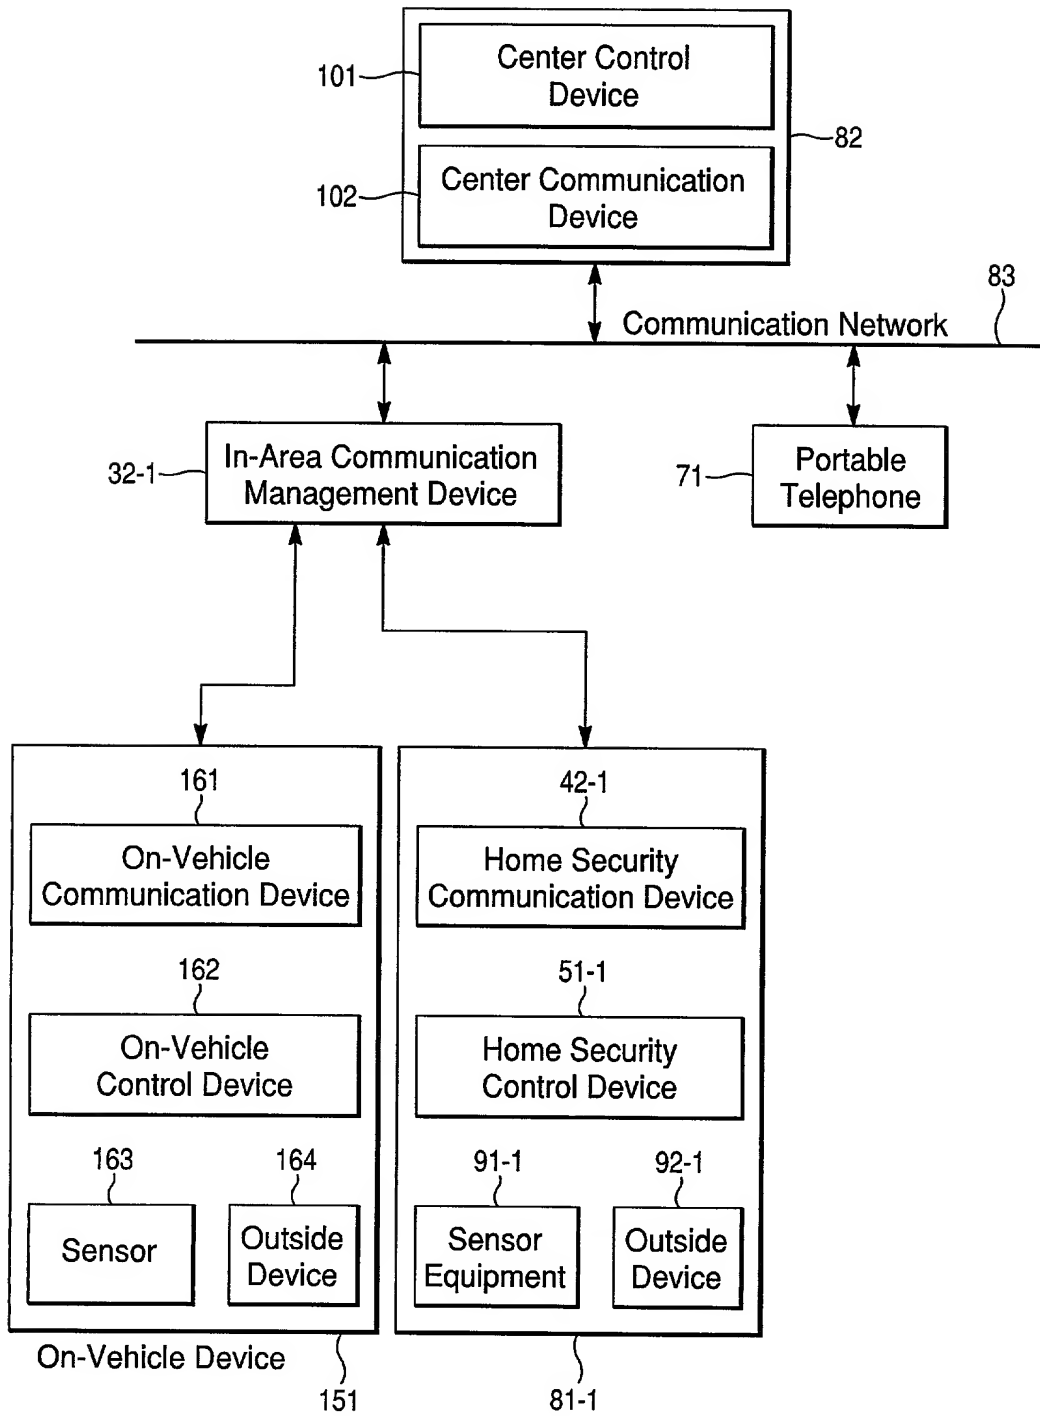 Center Control
Device
101
82
Center Communication
Device
102
83
Communication Network
In-Area Communication
Management Device
32-1
Portable
Telephone
71
161
On-Vehicle
Communication Device
162
On-Vehicle
Control Device
163
164
Sensor
Outside
Device
On-Vehicle Device
151
42-1
Home Security
Communication Device
51-1
Home Security
Control Device
91-1
92-1
Sensor
Equipment
Outside
Device
81-1